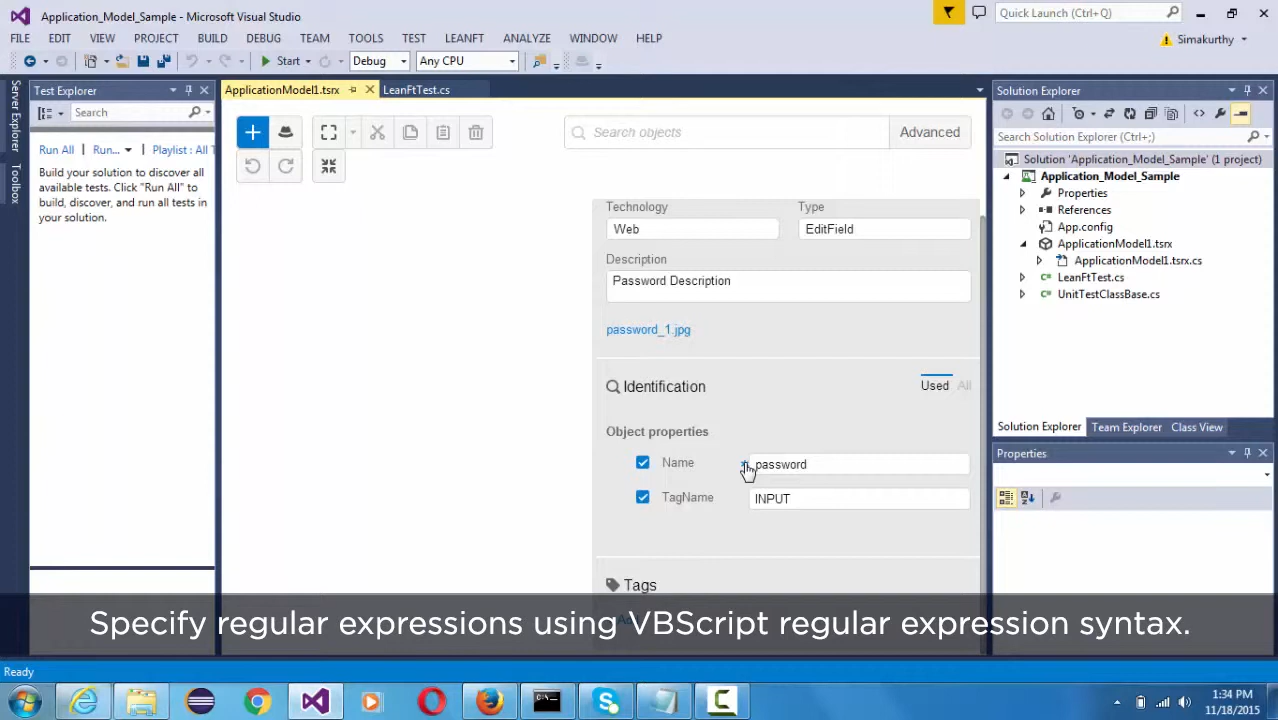 Application_Model_Sample - Microsoft Visual Studio
Quick Launch (Ctrl+Q)
FILE EDIT VIEW PROJECT BUILD DEBUG TEAM TOOLS TEST LEANFT ANALYZE WINDOW HELP
Simakurthy
Start Debug Any CPU
Server Explorer
Toolbox
Test Explorer
Search
Run All Run... Playlist : All T
Build your solution to discover all
available tests. Click "Run All" to
build, discover, and run all tests in
your solution.
ApplicationModel1.tsrx LeanFtTest.cs
Search objects
Advanced
Technology Type
Web EditField
Description
Password Description
password_1.jpg
Identification
Used All
Object properties
Name password
TagName INPUT
Tags
Solution Explorer
Search Solution Explorer (Ctrl+;)
Solution 'Application_Model_Sample' (1 project)
Application_Model_Sample
Properties
References
App.config
ApplicationModel1.tsrx
ApplicationModel1.tsrx.cs
LeanFtTest.cs
UnitTestClassBase.cs
Solution Explorer Team Explorer Class View
Properties
Specify regular expressions using VBScript regular expression syntax.
Ready
1:34 PM
11/18/2015